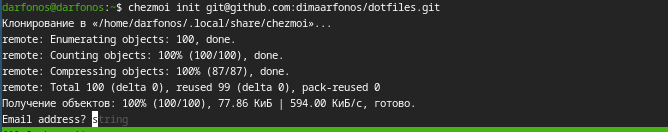 darfonos@darfonos:~$ chezmoi init git@github.com:dimaarfonos/dotfiles.git
Клонирование в «/home/darfonos/.local/share/chezmoi»...
remote: Enumerating objects: 100, done.
remote: Counting objects: 100% (100/100), done.
remote: Compressing objects: 100% (87/87), done.
remote: Total 100 (delta 0), reused 99 (delta 0), pack-reused 0
Получение объектов: 100% (100/100), 77.86 КиБ | 594.00 КиБ/с, готово.
Email address? string